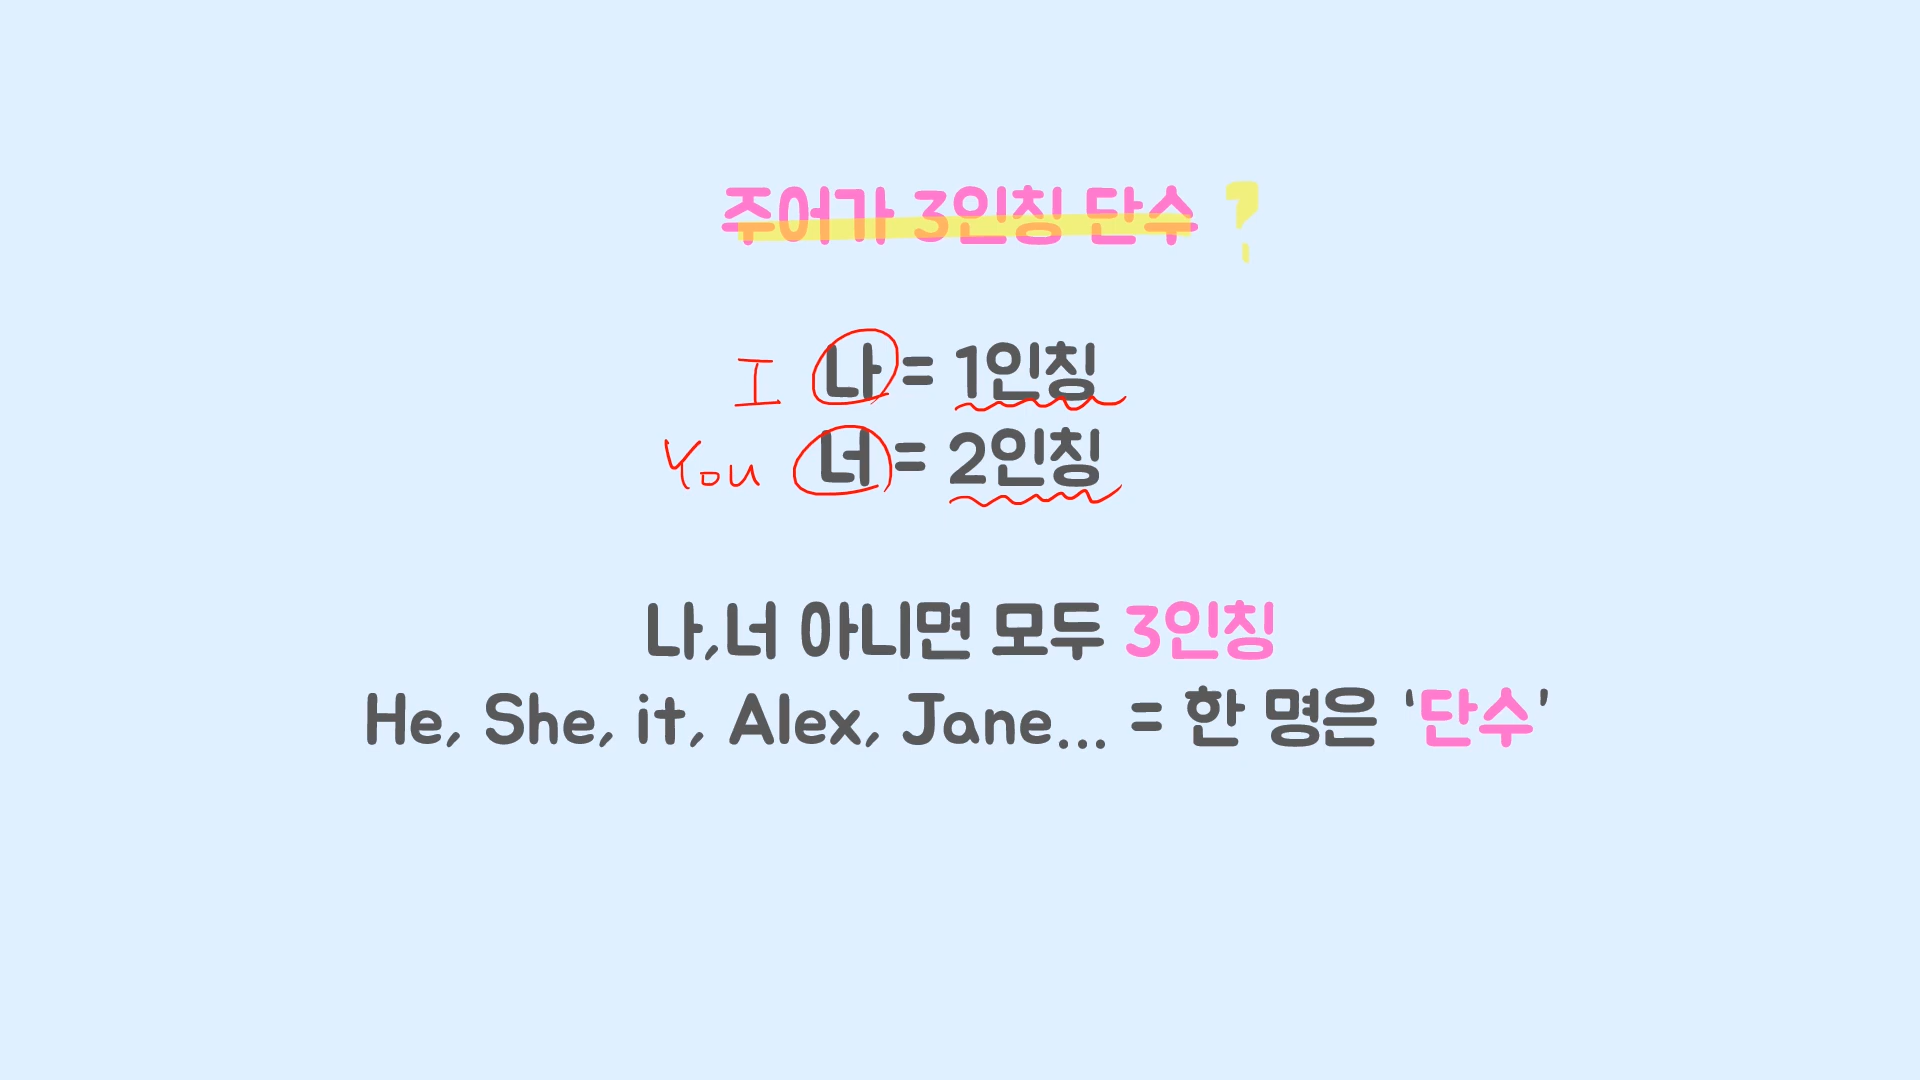 주어가 3인칭 단수 ?
I 나 = 1인칭
You 너 = 2인칭
나,너 아니면 모두 3인칭
He, She, it, Alex, Jane... = 한 명은 '단수'